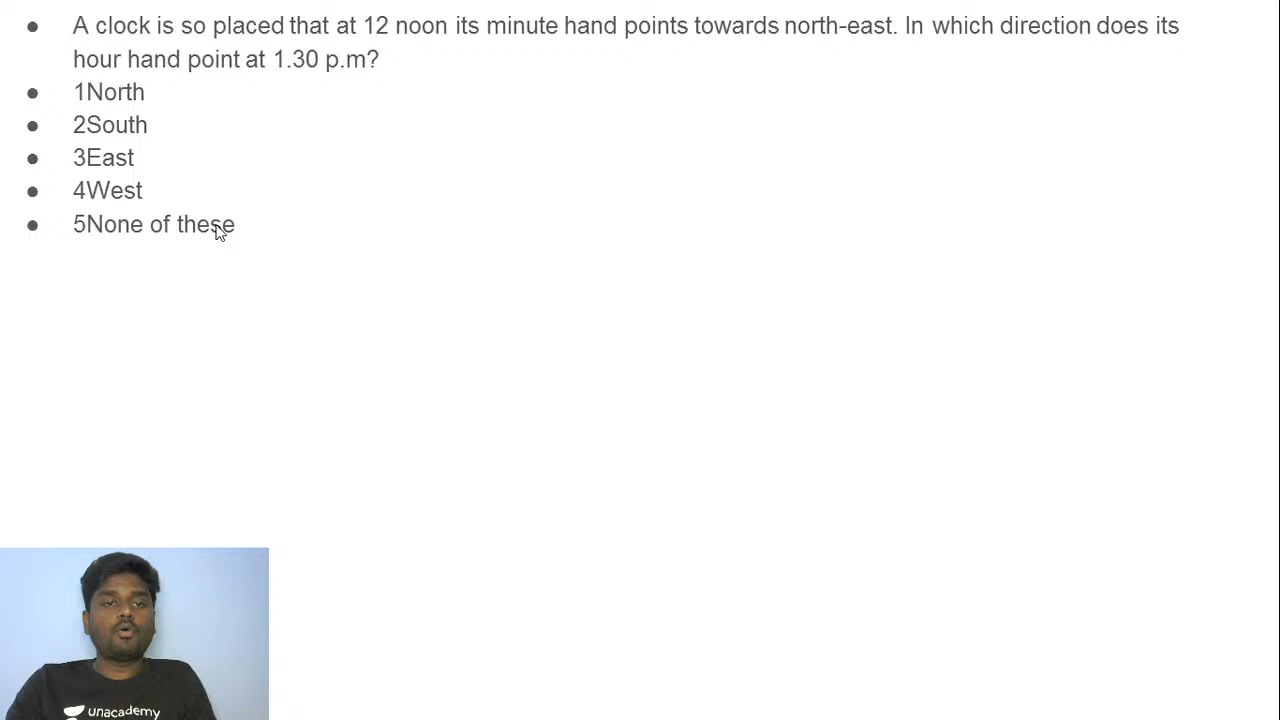 ● A clock is so placed that at 12 noon its minute hand points towards north-east. In which direction does its
hour hand point at 1.30 p.m?
● 1North
● 2South
● 3East
● 4West
● 5None of these
unacademy